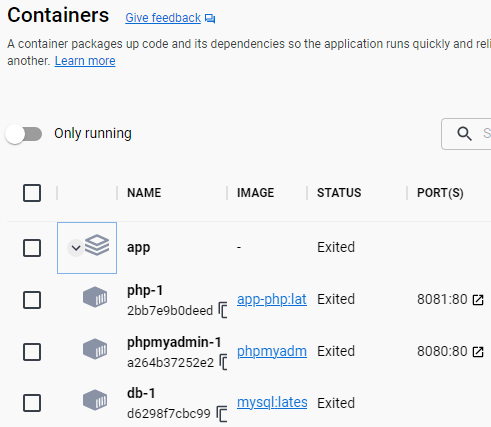 Containers Give feedback
A container packages up code and its dependencies so the application runs quickly and reli
another. Learn more
Only running
S
NAME IMAGE STATUS PORT(S)
app - Exited
php-1
2bb7e9b0deed app-php:lat Exited 8081:80
phpmyadmin-1
a264b37252e2 phpmyadm Exited 8080:80
db-1
d6298f7cbc99 mysql:lates Exited